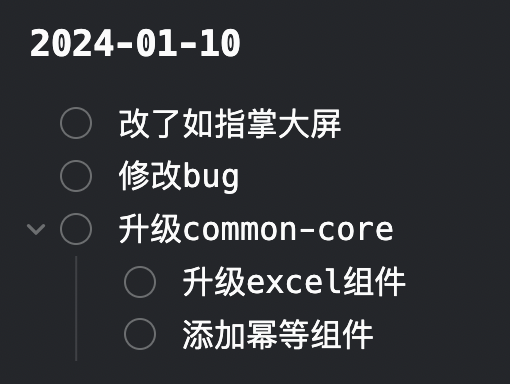 2024-01-10
改了如指掌大屏
修改bug
升级common-core
升级excel组件
添加幂等组件